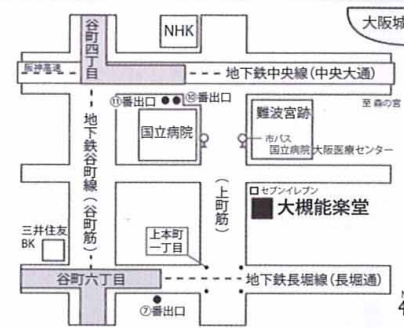 大阪城
NHK
谷町四丁目
阪神高速
地下鉄中央線(中央大通)
至 森の宮
⑪番出口
⑩番出口
国立病院
難波宮跡
市バス
国立病院大阪医療センター
地下鉄谷町線(谷町筋)
(上町筋)
セブンイレブン
大槻能楽堂
三井住友
BK
上本町
一丁目
谷町六丁目
地下鉄長堀線(長堀通)
⑦番出口